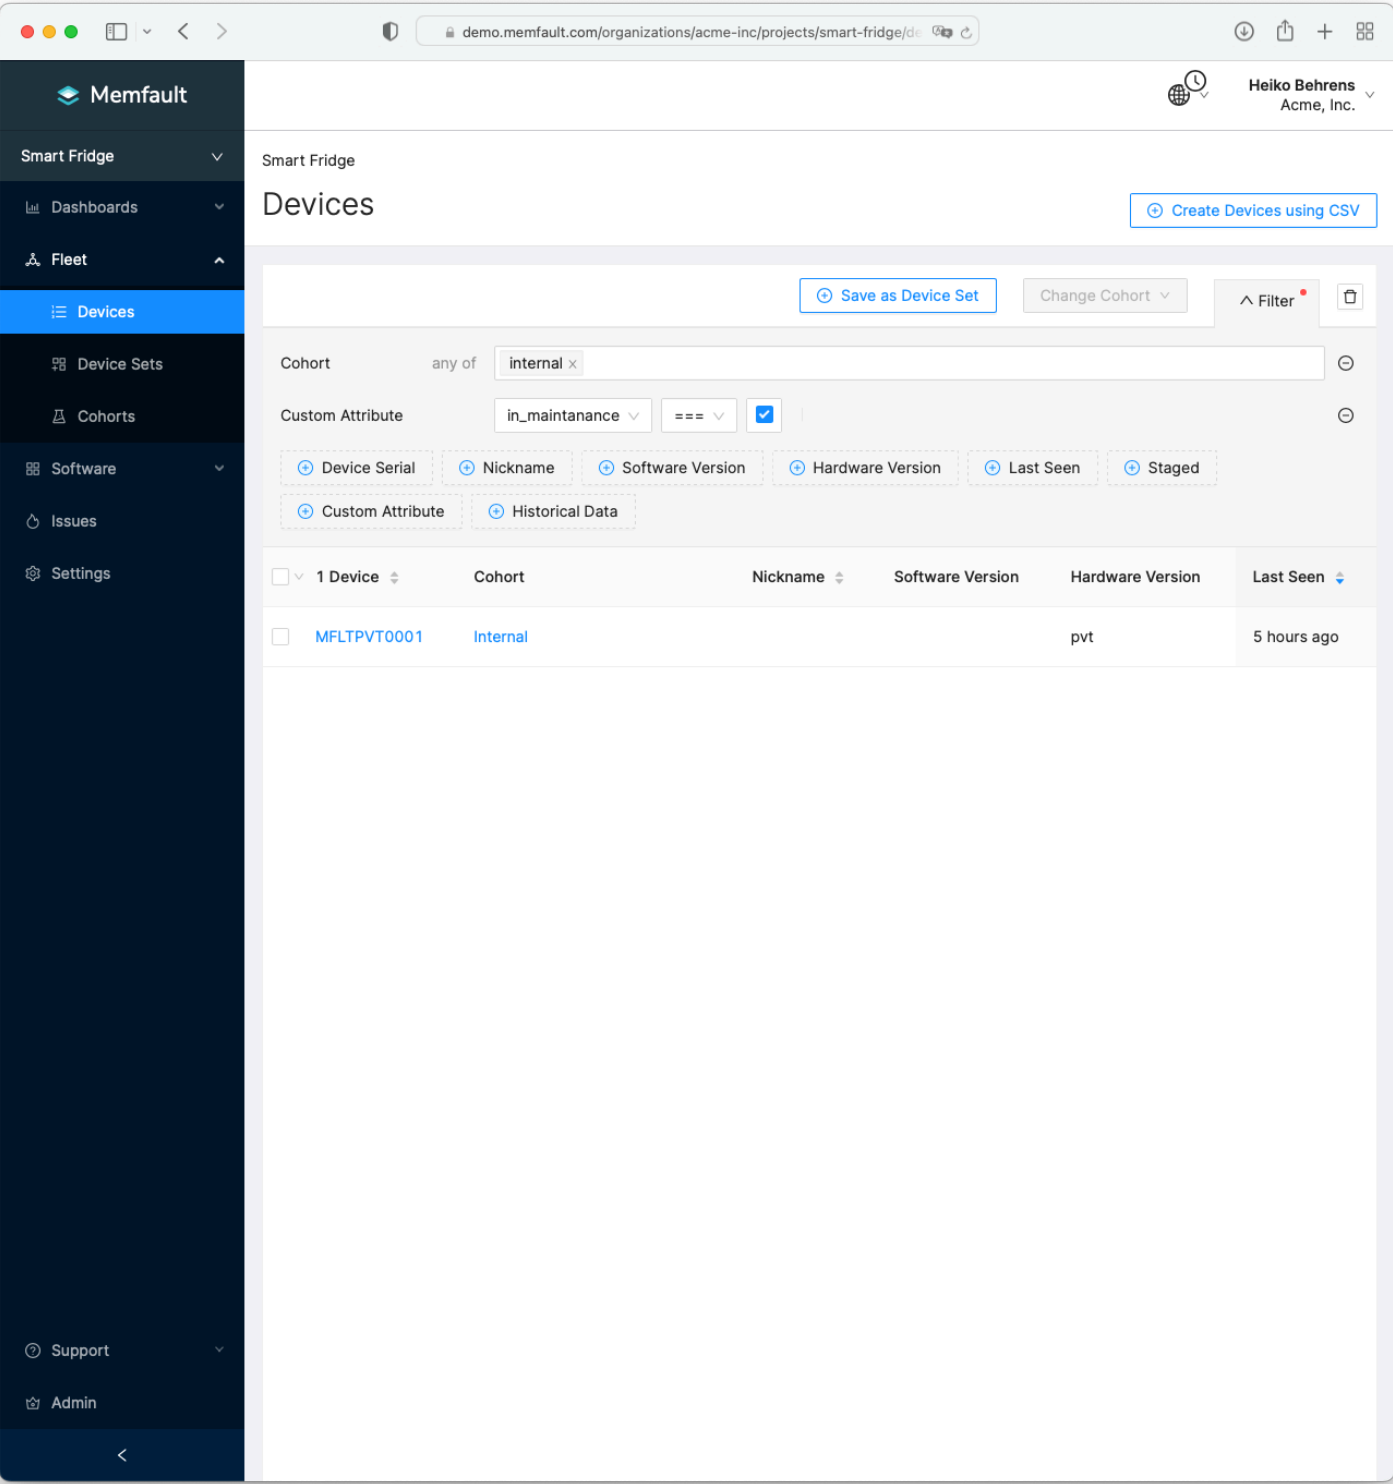 demo.memfault.com/organizations/acme-inc/projects/smart-fridge/de
Memfault
Heiko Behrens
Acme, Inc.
Smart Fridge
Dashboards
Fleet
Devices
Device Sets
Cohorts
Software
Issues
Settings
Support
Admin
Smart Fridge
Devices
Create Devices using CSV
Save as Device Set
Change Cohort
Filter
Cohort any of internal ×
Custom Attribute in_maintanance ===
Device Serial Nickname Software Version Hardware Version Last Seen Staged
Custom Attribute Historical Data
1 Device Cohort Nickname Software Version Hardware Version Last Seen
MFLTPVT0001 Internal pvt 5 hours ago